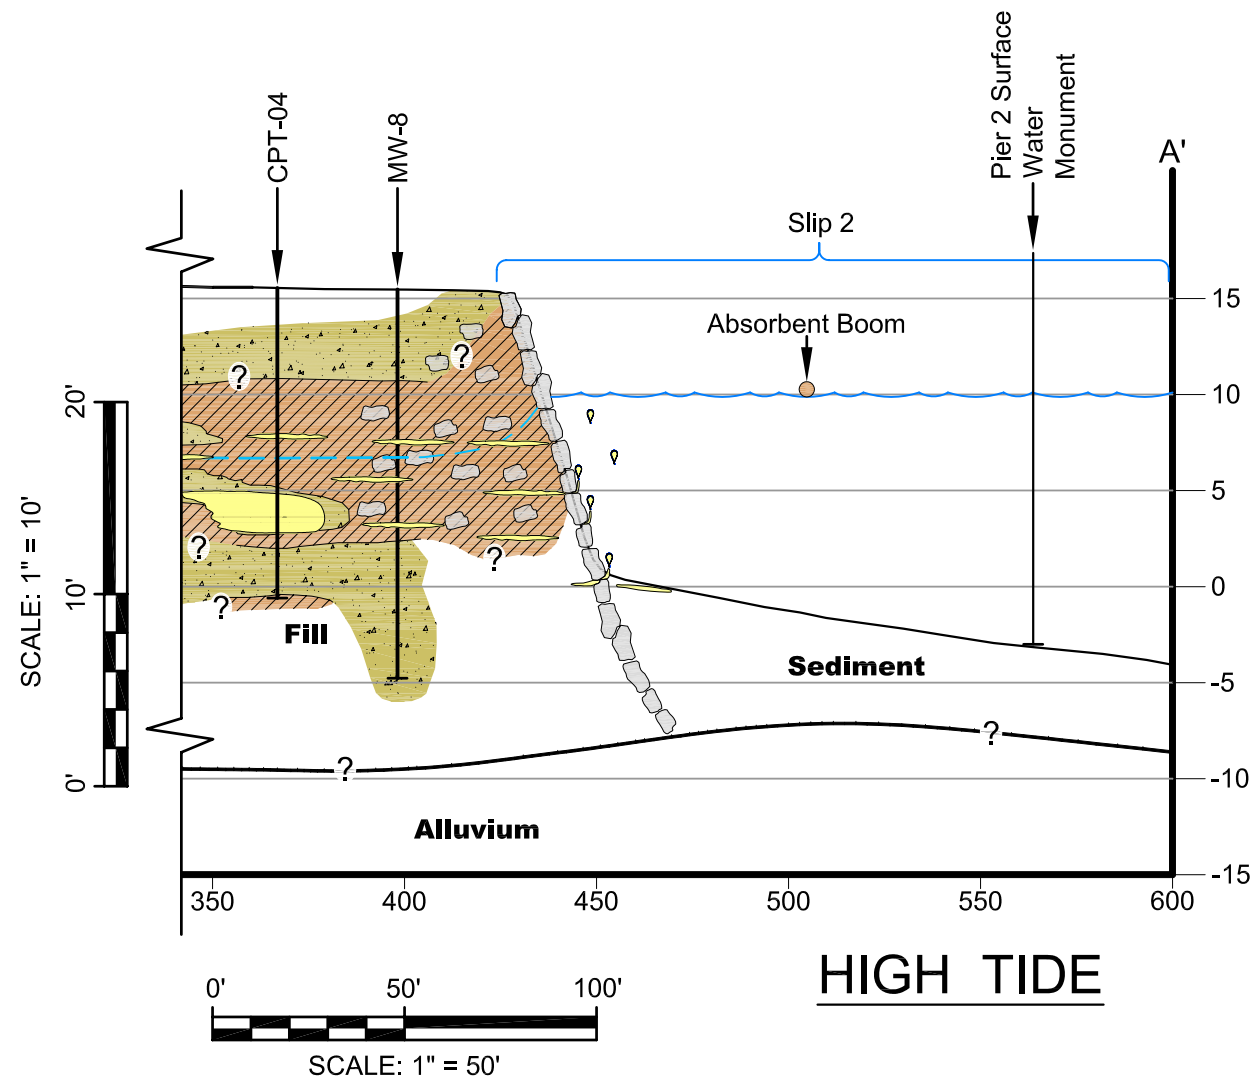 CPT-04
MW-8
Pier 2 Surface
Water
Monument
A'
Slip 2
Absorbent Boom
15
10
5
0
-5
-10
-15
20'
10'
0'
SCALE: 1" = 10'
?
?
?
?
?
Fill
Sediment
?
?
Alluvium
350
400
450
500
550
600
HIGH TIDE
0'
50'
100'
SCALE: 1" = 50'